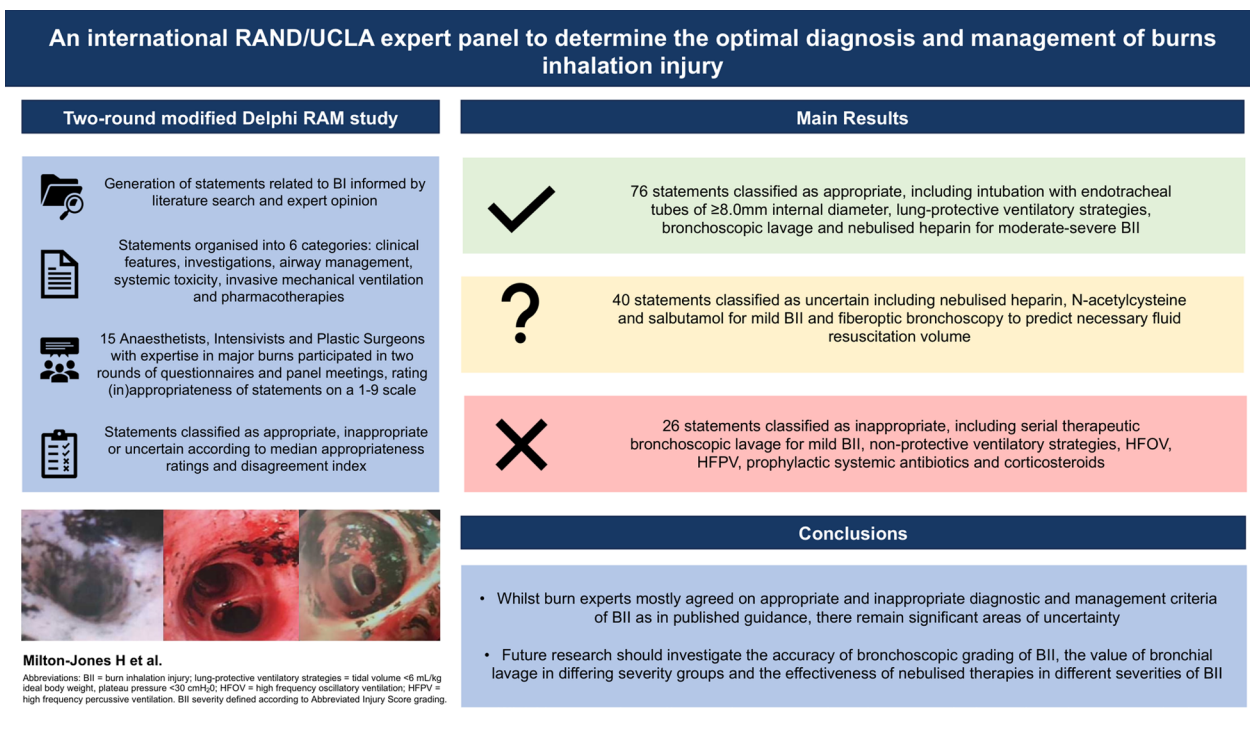 An international RAND/UCLA expert panel to determine the optimal diagnosis and management of burns
inhalation injury
Two-round modified Delphi RAM study
Generation of statements related to BI informed by
literature search and expert opinion
Statements organised into 6 categories: clinical
features, investigations, airway management,
systemic toxicity, invasive mechanical ventilation
and pharmacotherapies
15 Anaesthetists, Intensivists and Plastic Surgeons
with expertise in major burns participated in two
rounds of questionnaires and panel meetings, rating
(in)appropriateness of statements on a 1-9 scale
Statements classified as appropriate, inappropriate
or uncertain according to median appropriateness
ratings and disagreement index
Milton-Jones H et al.
Abbreviations: BII = burn inhalation injury; lung-protective ventilatory strategies = tidal volume <6 mL/kg
ideal body weight, plateau pressure <30 cmH₂0; HFOV = high frequency oscillatory ventilation; HFPV =
high frequency percussive ventilation. BII severity defined according to Abbreviated Injury Score grading.
Main Results
76 statements classified as appropriate, including intubation with endotracheal
tubes of ≥8.0mm internal diameter, lung-protective ventilatory strategies,
bronchoscopic lavage and nebulised heparin for moderate-severe BII
40 statements classified as uncertain including nebulised heparin, N-acetylcysteine
and salbutamol for mild BII and fiberoptic bronchoscopy to predict necessary fluid
resuscitation volume
26 statements classified as inappropriate, including serial therapeutic
bronchoscopic lavage for mild BII, non-protective ventilatory strategies, HFOV,
HFPV, prophylactic systemic antibiotics and corticosteroids
Conclusions
• Whilst burn experts mostly agreed on appropriate and inappropriate diagnostic and management criteria
of BII as in published guidance, there remain significant areas of uncertainty
• Future research should investigate the accuracy of bronchoscopic grading of BII, the value of bronchial
lavage in differing severity groups and the effectiveness of nebulised therapies in different severities of BII